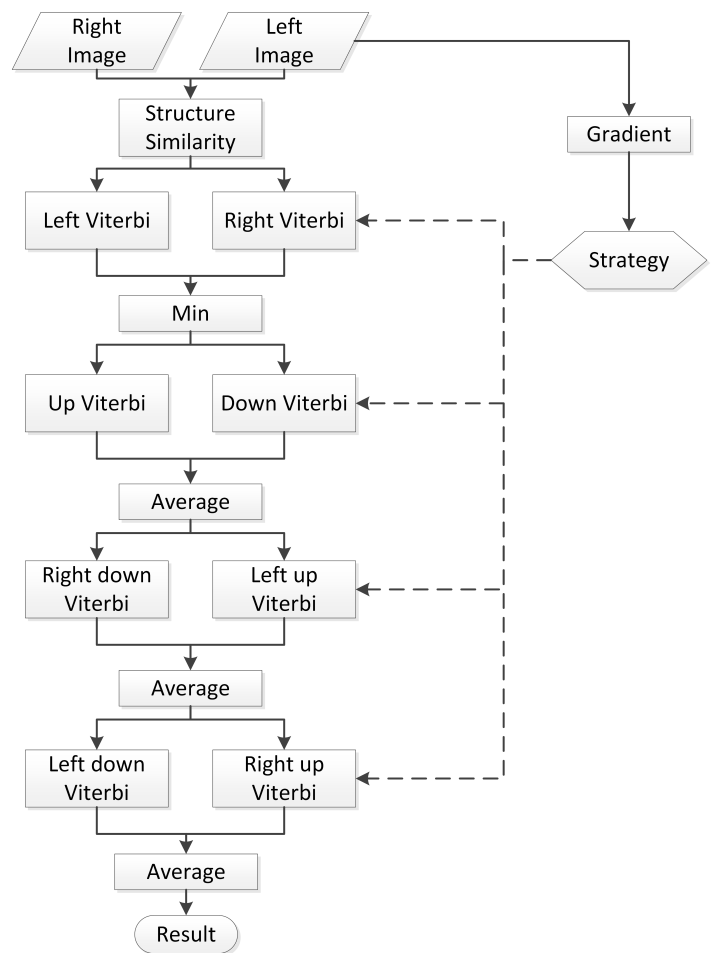 Right
Image
Left
Image
Structure
Similarity
Gradient
Left Viterbi
Right Viterbi
Strategy
Min
Up Viterbi
Down Viterbi
Average
Right down
Viterbi
Left up
Viterbi
Average
Left down
Viterbi
Right up
Viterbi
Average
Result